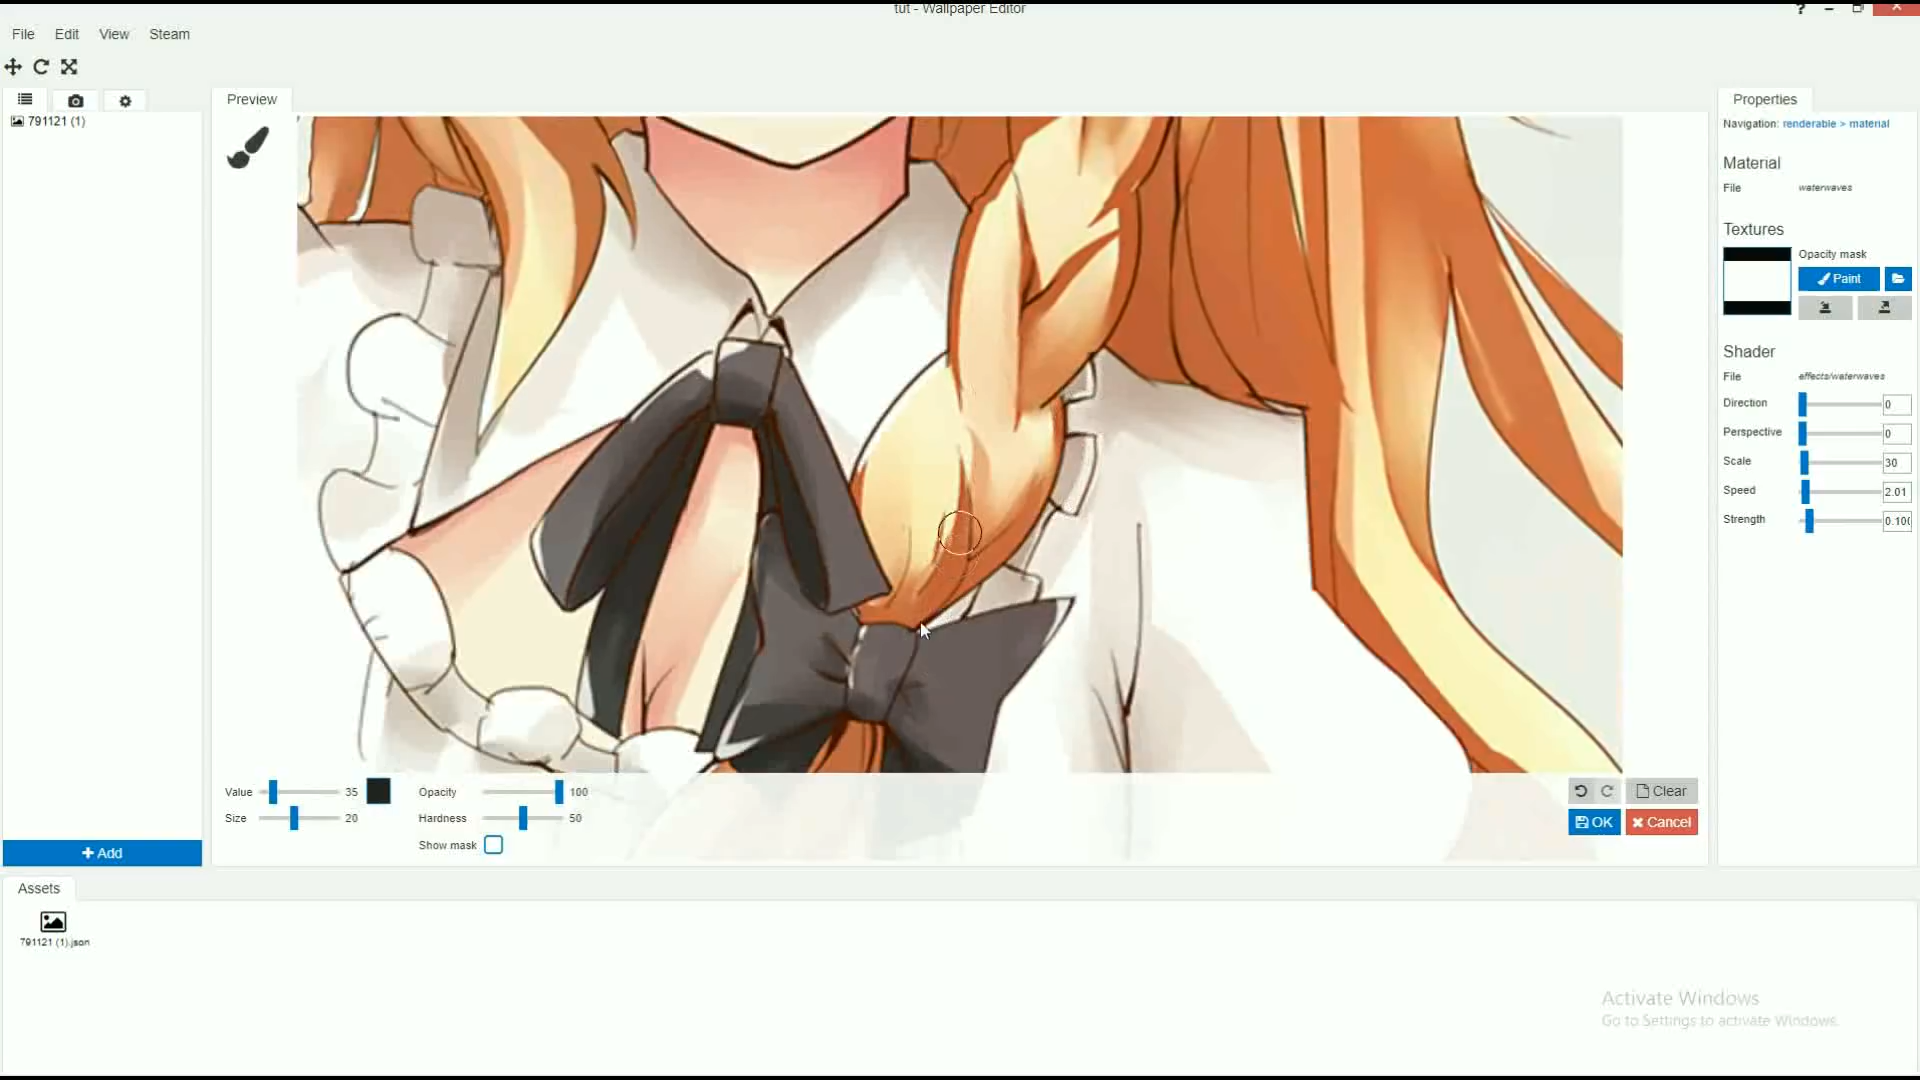 tut - Wallpaper Editor
?
File Edit View Steam
791121 (1)
Preview
Properties
Navigation: renderable > material
Material
File waterwaves
Textures
Opacity mask
Paint
Shader
File effects/waterwaves
Direction 0
Perspective 0
Scale 30
Speed 2.01
Strength 0.10(
Value 35 Opacity 100
Size 20 Hardness 50
Show mask
Clear
OK Cancel
+ Add
Assets
791121 (1).json
Activate Windows
Go to Settings to activate Windows.